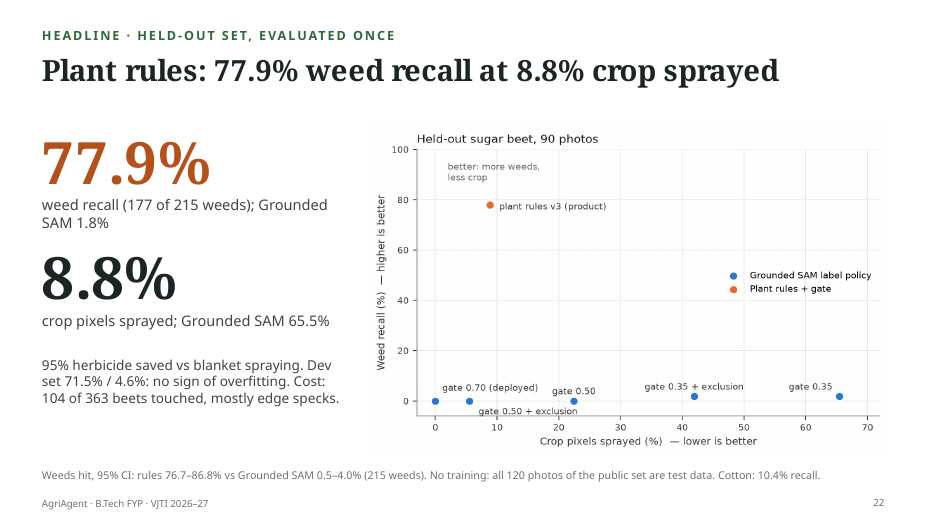 HEADLINE · HELD-OUT SET, EVALUATED ONCE
Plant rules: 77.9% weed recall at 8.8% crop sprayed
77.9%
weed recall (177 of 215 weeds); Grounded
SAM 1.8%
8.8%
crop pixels sprayed; Grounded SAM 65.5%
95% herbicide saved vs blanket spraying. Dev
set 71.5% / 4.6%: no sign of overfitting. Cost:
104 of 363 beets touched, mostly edge specks.
Held-out sugar beet, 90 photos
better: more weeds,
less crop
plant rules v3 (product)
Grounded SAM label policy
Plant rules + gate
gate 0.70 (deployed)
gate 0.50
gate 0.35 + exclusion
gate 0.35
gate 0.50 + exclusion
Weed recall (%) — higher is better
100
80
60
40
20
0
0 10 20 30 40 50 60 70
Crop pixels sprayed (%) — lower is better
Weeds hit, 95% CI: rules 76.7–86.8% vs Grounded SAM 0.5–4.0% (215 weeds). No training: all 120 photos of the public set are test data. Cotton: 10.4% recall.
AgriAgent · B.Tech FYP · VJTI 2026–27
22